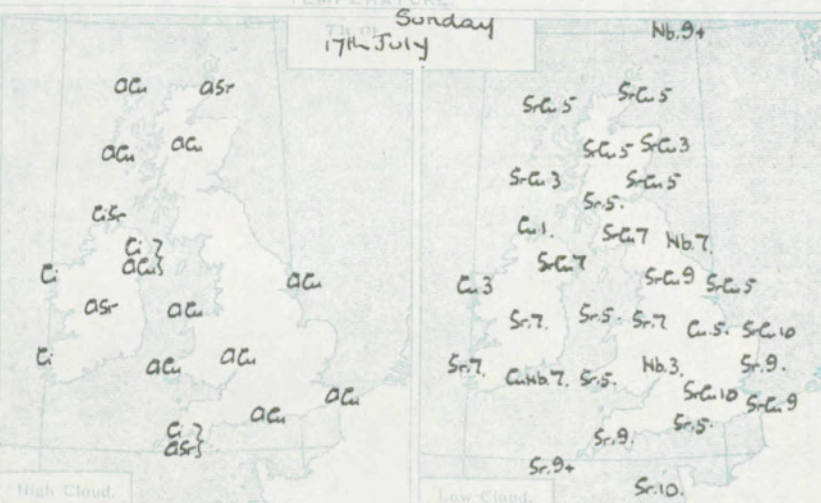 TEMPERATURE
Sunday
17th July
ACu
ASr
ACu
ACu
CiSr
Ci }
ACu }
Ci
ACu
ASr
ACu
Ci
ACu
ACu
ACu
ACu
Ci }
ASr }
High Cloud.
Nb.9+
SrCu 5
SrCu 5
SrCu 5
SrCu 3
SrCu 3
SrCu 5
Sr.5.
Cu 1.
SrCu 7
Nb.7.
SrCu 7
SrCu 9
SrCu 5
Cu 3
Sr.7.
Sr.5.
Sr.7
Cu.5.
SrCu 10
Sr.7.
CuNb.7.
Sr.5.
Nb.3.
Sr.9.
SrCu 10
SrCu 9
Sr.5.
Sr.9.
Sr.9+
Sr.10.
Low Cloud.